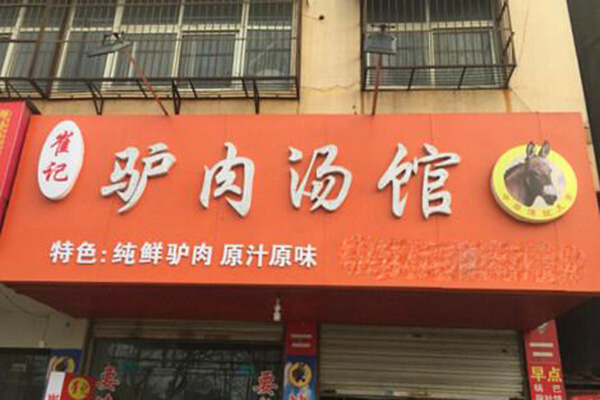 崔记
驴肉汤馆
特色:纯鲜驴肉 原汁原味
早点